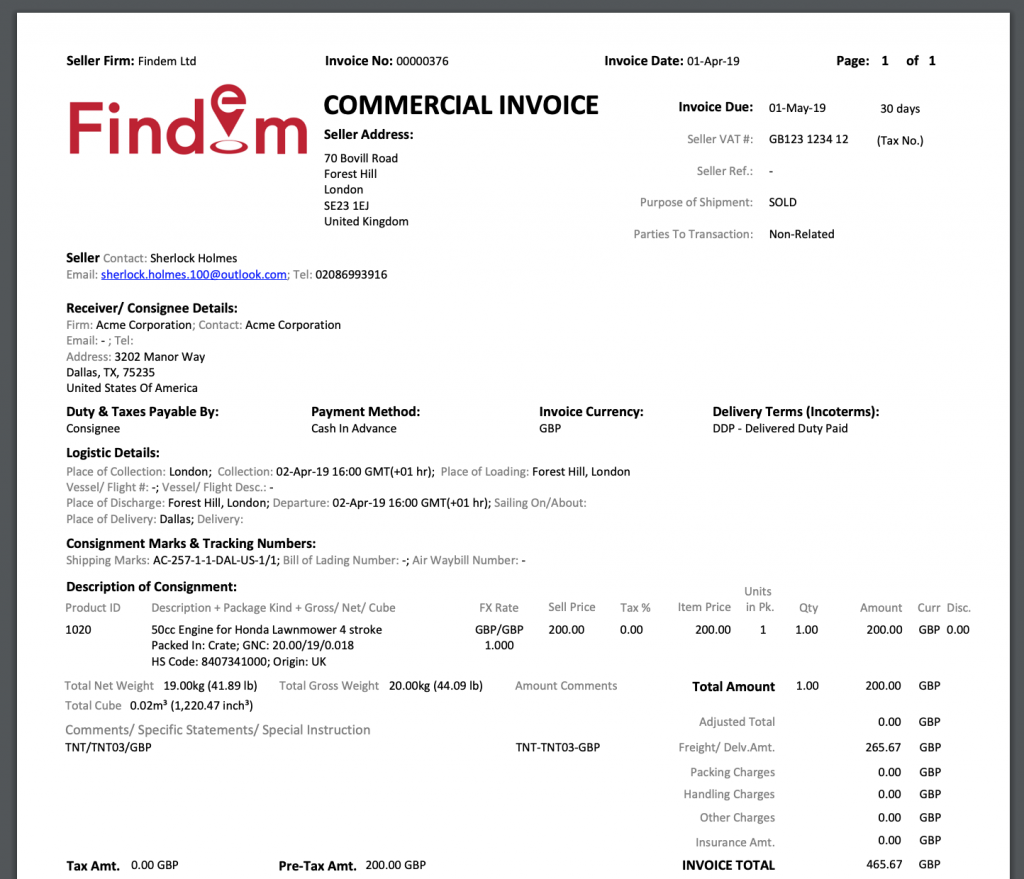 Seller Firm: Findem Ltd Invoice No: 00000376 Invoice Date: 01-Apr-19 Page: 1 of 1
Findem
COMMERCIAL INVOICE
Seller Address:
70 Bovill Road
Forest Hill
London
SE23 1EJ
United Kingdom
Invoice Due: 01-May-19 30 days
Seller VAT #: GB123 1234 12 (Tax No.)
Seller Ref.: -
Purpose of Shipment: SOLD
Parties To Transaction: Non-Related
Seller Contact: Sherlock Holmes
Email: sherlock.holmes.100@outlook.com; Tel: 02086993916
Receiver/ Consignee Details:
Firm: Acme Corporation; Contact: Acme Corporation
Email: - ; Tel:
Address: 3202 Manor Way
Dallas, TX, 75235
United States Of America
Duty & Taxes Payable By: Payment Method: Invoice Currency: Delivery Terms (Incoterms):
Consignee Cash In Advance GBP DDP - Delivered Duty Paid
Logistic Details:
Place of Collection: London; Collection: 02-Apr-19 16:00 GMT(+01 hr); Place of Loading: Forest Hill, London
Vessel/ Flight #: -; Vessel/ Flight Desc.: -
Place of Discharge: Forest Hill, London; Departure: 02-Apr-19 16:00 GMT(+01 hr); Sailing On/About:
Place of Delivery: Dallas; Delivery:
Consignment Marks & Tracking Numbers:
Shipping Marks: AC-257-1-1-DAL-US-1/1; Bill of Lading Number: -; Air Waybill Number: -
Description of Consignment:
Product ID Description + Package Kind + Gross/ Net/ Cube FX Rate Sell Price Tax % Item Price Units in Pk. Qty Amount Curr Disc.
1020 50cc Engine for Honda Lawnmower 4 stroke GBP/GBP 200.00 0.00 200.00 1 1.00 200.00 GBP 0.00
Packed In: Crate; GNC: 20.00/19/0.018 1.000
HS Code: 8407341000; Origin: UK
Total Net Weight 19.00kg (41.89 lb) Total Gross Weight 20.00kg (44.09 lb) Amount Comments Total Amount 1.00 200.00 GBP
Total Cube 0.02m³ (1,220.47 inch³)
Adjusted Total 0.00 GBP
Comments/ Specific Statements/ Special Instruction
TNT/TNT03/GBP TNT-TNT03-GBP Freight/ Delv.Amt. 265.67 GBP
Packing Charges 0.00 GBP
Handling Charges 0.00 GBP
Other Charges 0.00 GBP
Insurance Amt. 0.00 GBP
Tax Amt. 0.00 GBP Pre-Tax Amt. 200.00 GBP INVOICE TOTAL 465.67 GBP